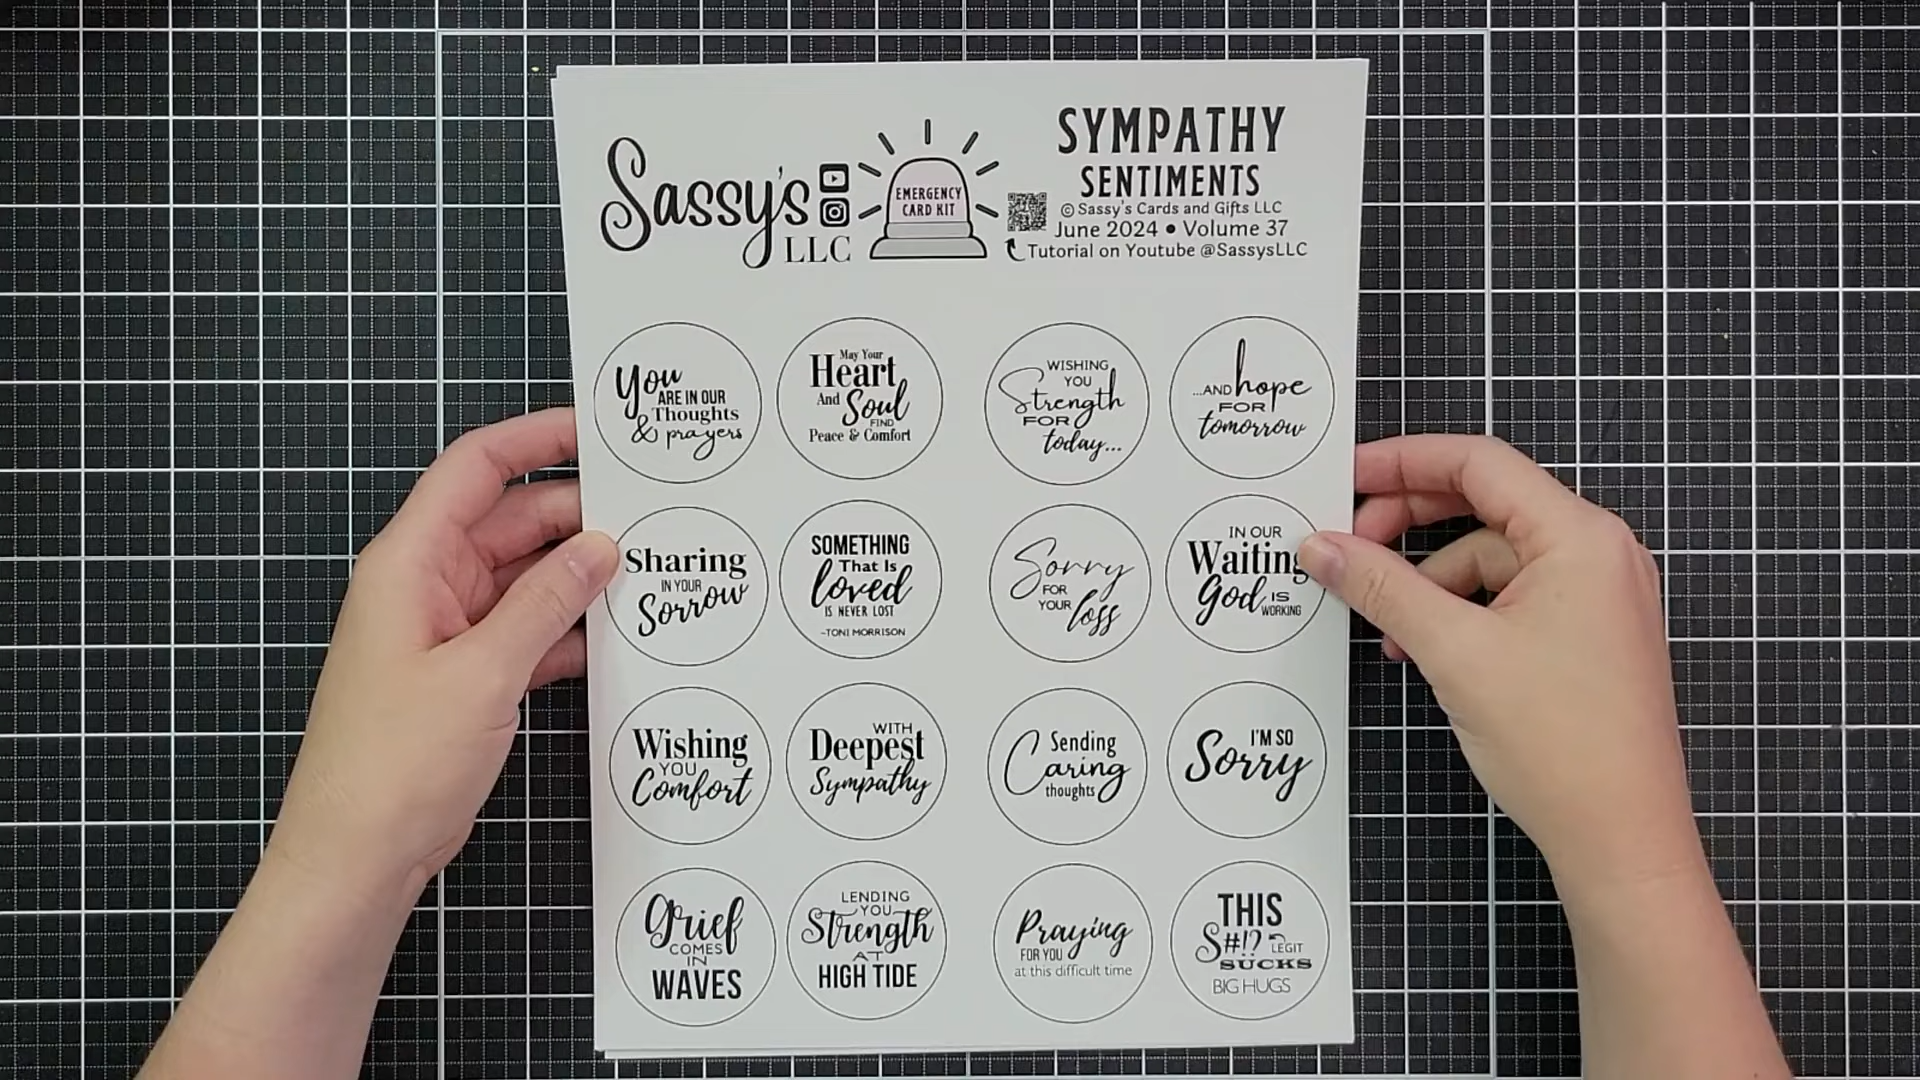 Sassy's
LLC
EMERGENCY
CARD KIT
SYMPATHY
SENTIMENTS
© Sassy's Cards and Gifts LLC
June 2024 • Volume 37
Tutorial on Youtube @SassysLLC
You
ARE IN OUR
Thoughts
& prayers
May Your
Heart
And Soul
FIND
Peace & Comfort
WISHING
YOU
Strength
FOR
today...
...AND hope
FOR
tomorrow
Sharing
IN YOUR
Sorrow
SOMETHING
That Is
loved
IS NEVER LOST
-TONI MORRISON
Sorry
FOR
YOUR loss
IN OUR
Waiting
God IS
WORKING
Wishing
YOU
Comfort
WITH
Deepest
Sympathy
Sending
Caring
thoughts
I'M SO
Sorry
Grief
COMES
IN
WAVES
LENDING
YOU
Strength
AT
HIGH TIDE
Praying
FOR YOU
at this difficult time
THIS
S#!? LEGIT
SUCKS
BIG HUGS